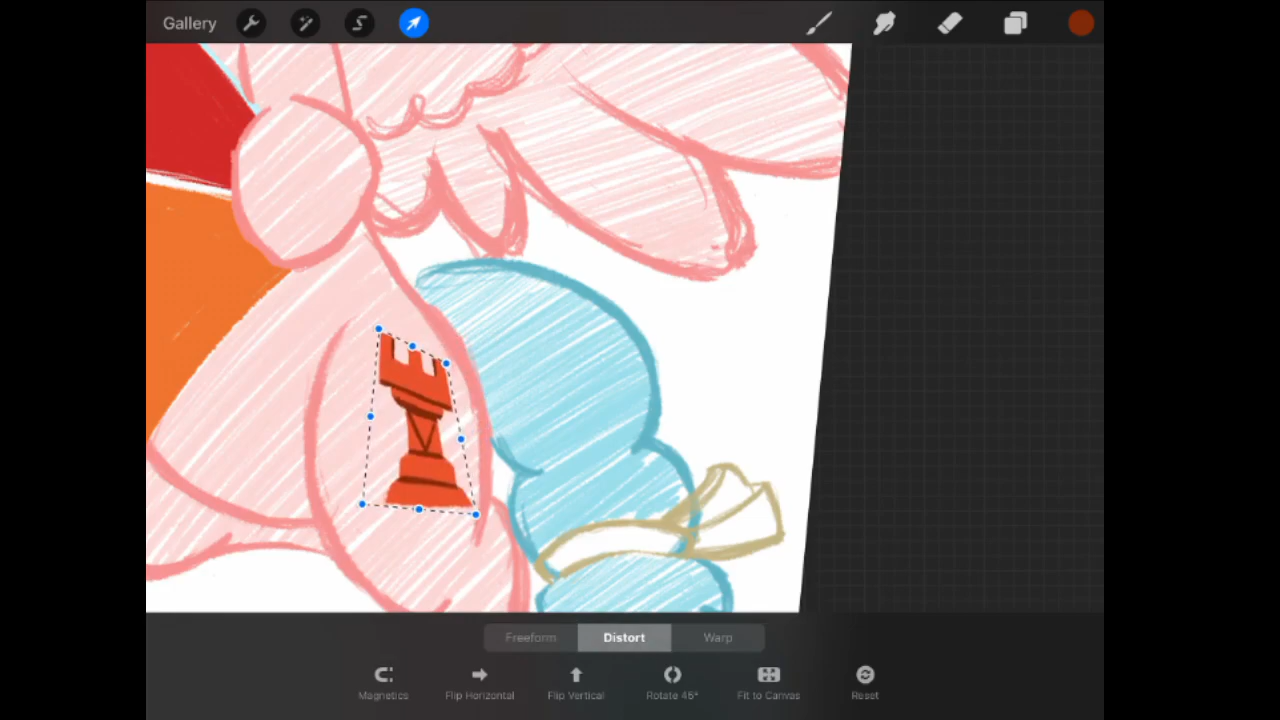 Gallery
Freeform Distort Warp
Magnetics Flip Horizontal Flip Vertical Rotate 45° Fit to Canvas Reset